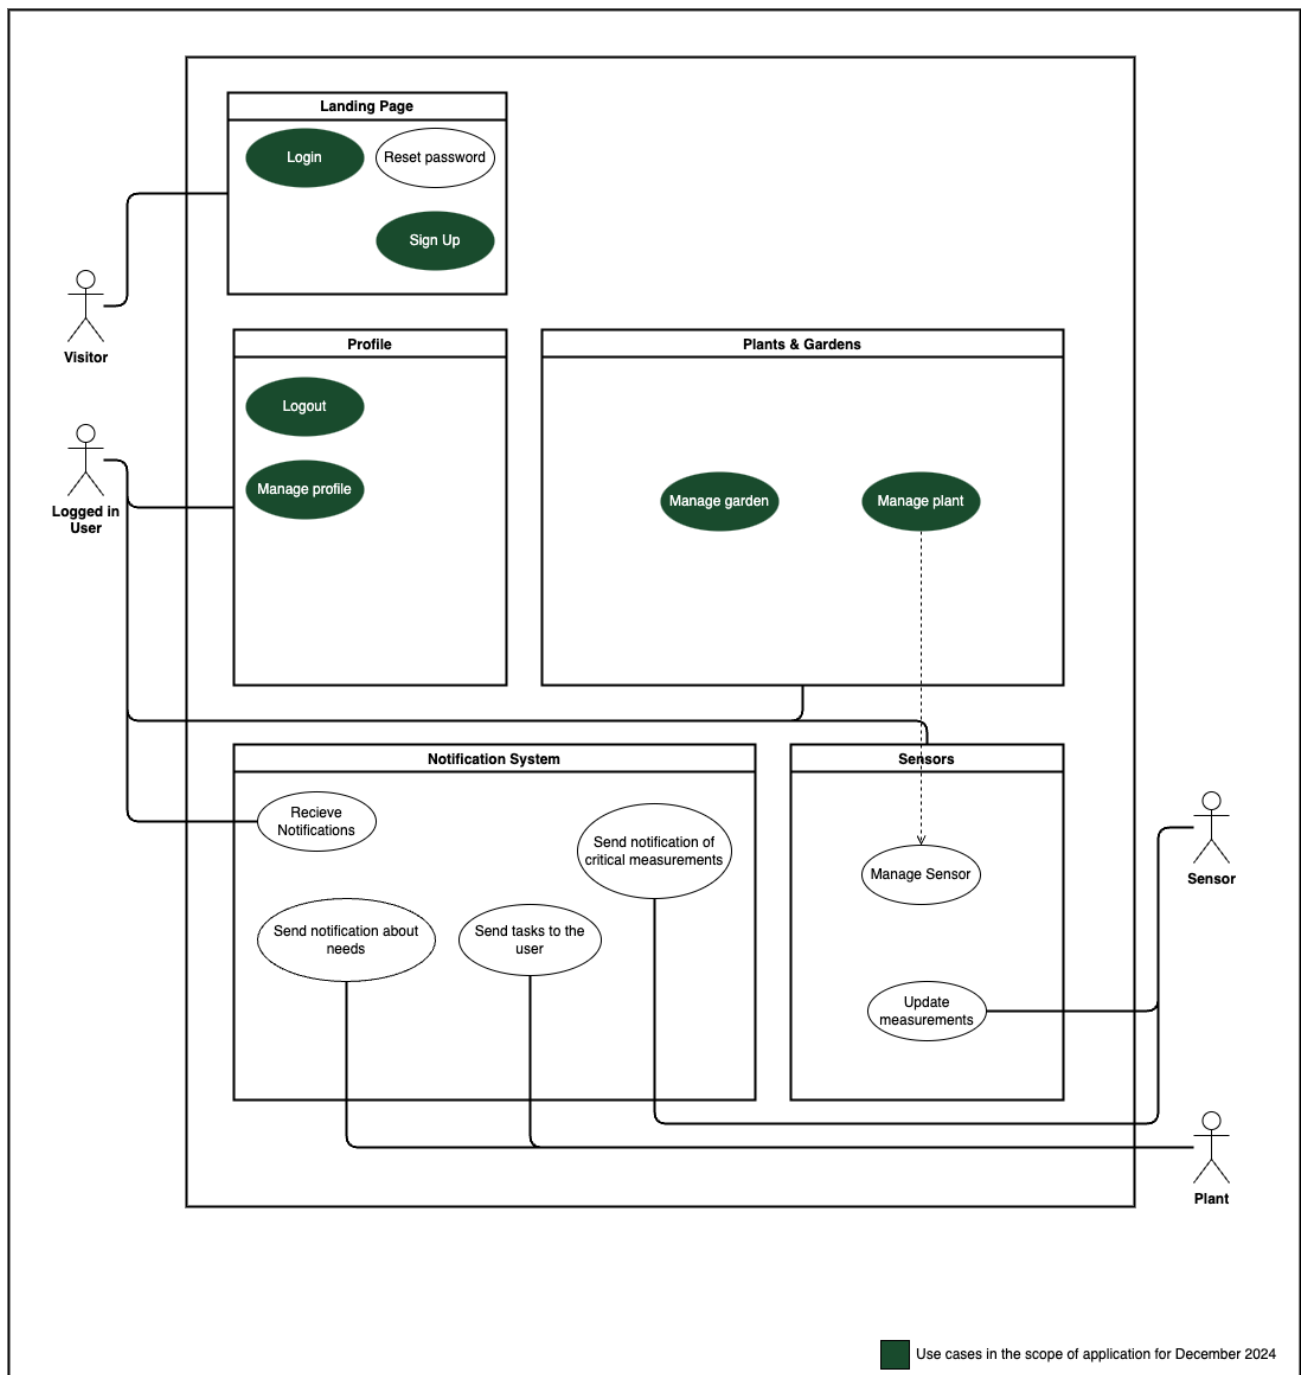 Landing Page
Login
Reset password
Sign Up
Visitor
Profile
Plants & Gardens
Logout
Manage profile
Manage garden
Manage plant
Logged in
User
Notification System
Sensors
Recieve
Notifications
Send notification of
critical measurements
Manage Sensor
Sensor
Send notification about
needs
Send tasks to the
user
Update
measurements
Plant
Use cases in the scope of application for December 2024